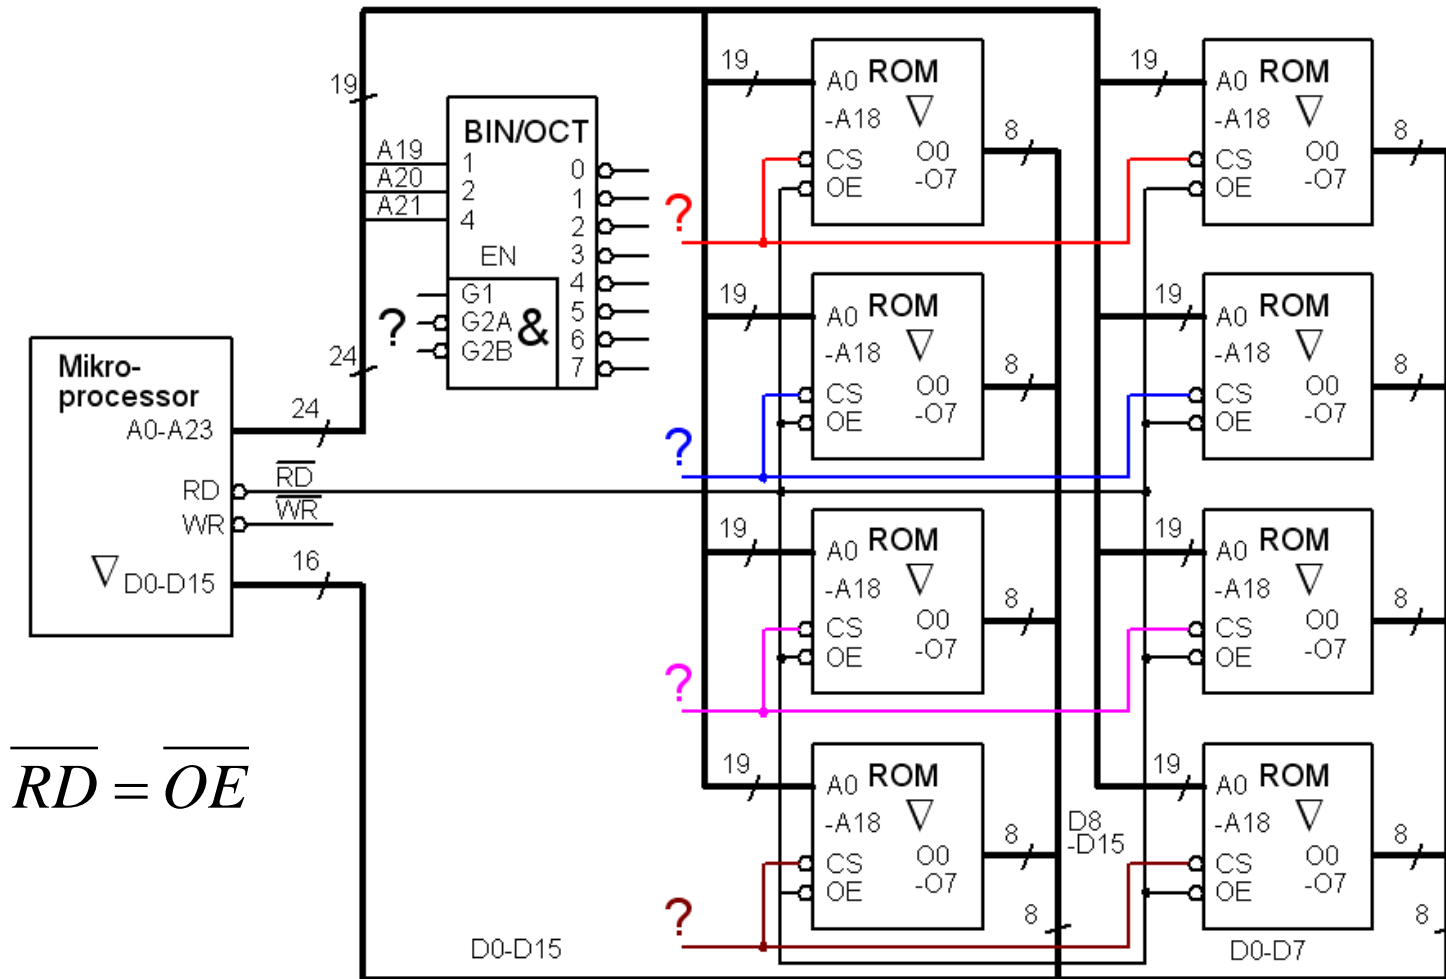 19
BIN/OCT
A19
A20
A21
1
2
4
EN
G1
G2A
G2B
&
?
0
1
2
3
4
5
6
7
24
Mikro-
processor
A0-A23
24
RD
RD
WR
WR
D0-D15
16
RD = OE
D0-D15
?
19
A0 ROM
-A18
CS
OE
O0
-O7
8
19
A0 ROM
-A18
CS
OE
O0
-O7
8
?
19
A0 ROM
-A18
CS
OE
O0
-O7
8
19
A0 ROM
-A18
CS
OE
O0
-O7
8
?
19
A0 ROM
-A18
CS
OE
O0
-O7
8
19
A0 ROM
-A18
CS
OE
O0
-O7
8
?
19
A0 ROM
-A18
CS
OE
O0
-O7
8
D8
-D15
8
19
A0 ROM
-A18
CS
OE
O0
-O7
8
8
D0-D7